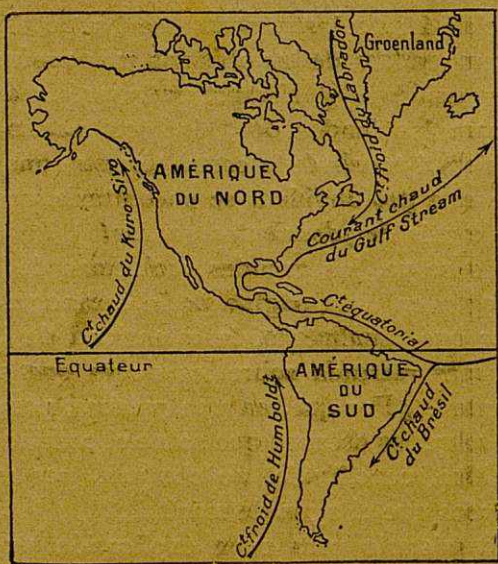 Groenland
Ct froid du Labrador
AMÉRIQUE
DU NORD
Courant chaud
du Gulf Stream
Ct chaud du Kuro-Sivo
Ct équatorial
Equateur
AMÉRIQUE
DU
SUD
Ct chaud
du Brésil
Ct froid de Humboldt